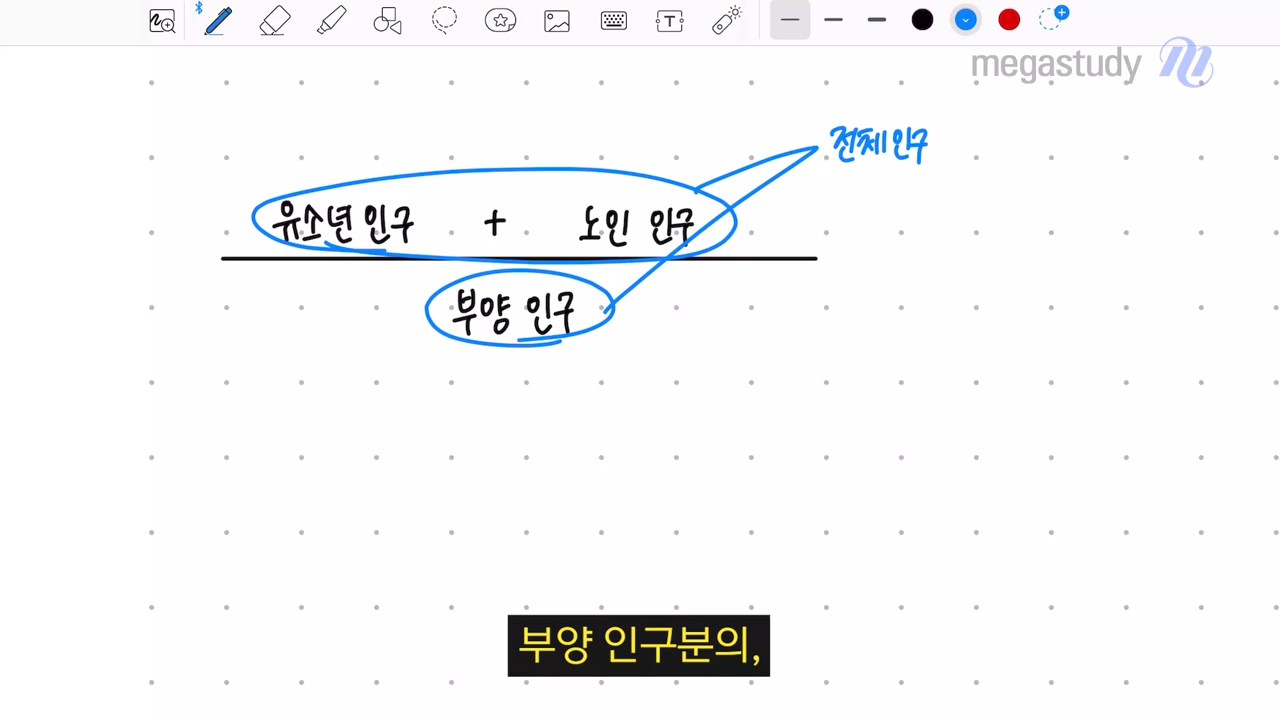 T
megastudy
전체 인구
유소년 인구 + 노인 인구
부양 인구
부양 인구분의,